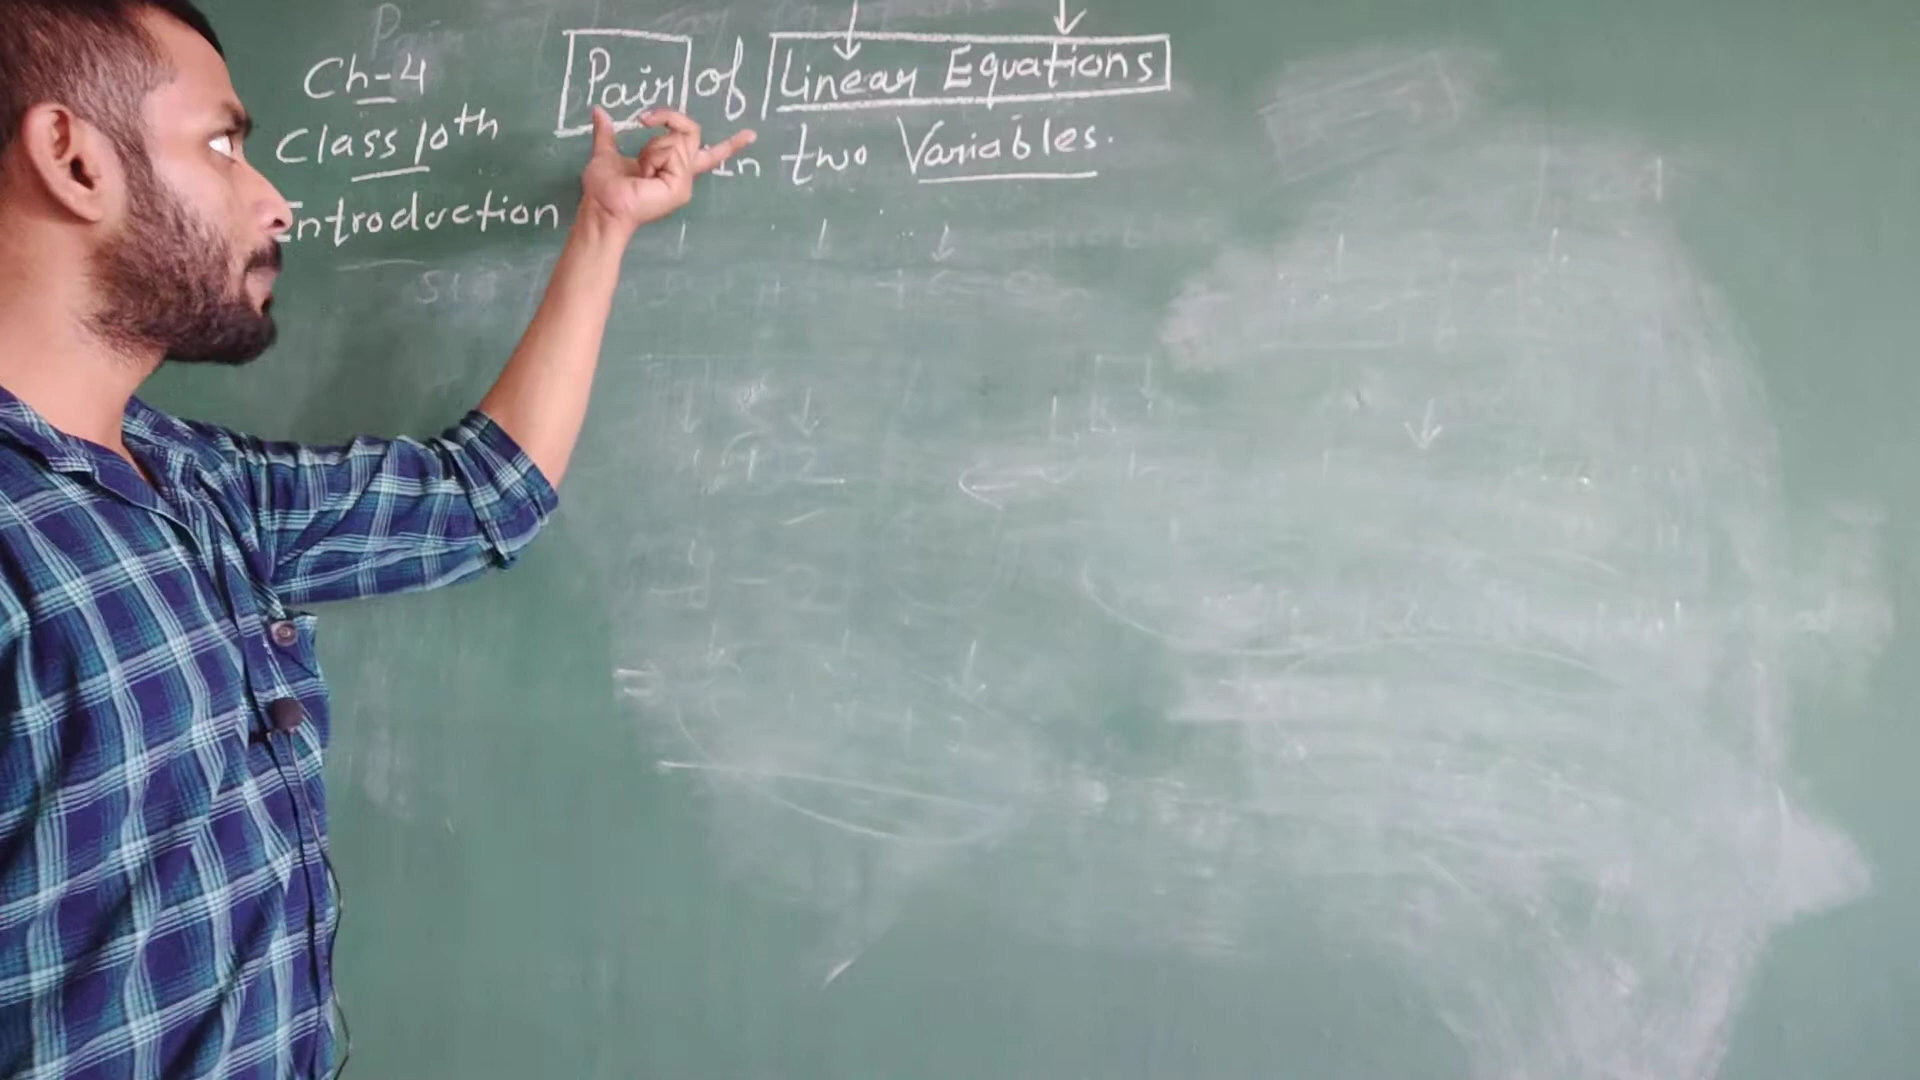 Ch-4
Class 10th
Introduction
Pair of Linear Equations
In two Variables.